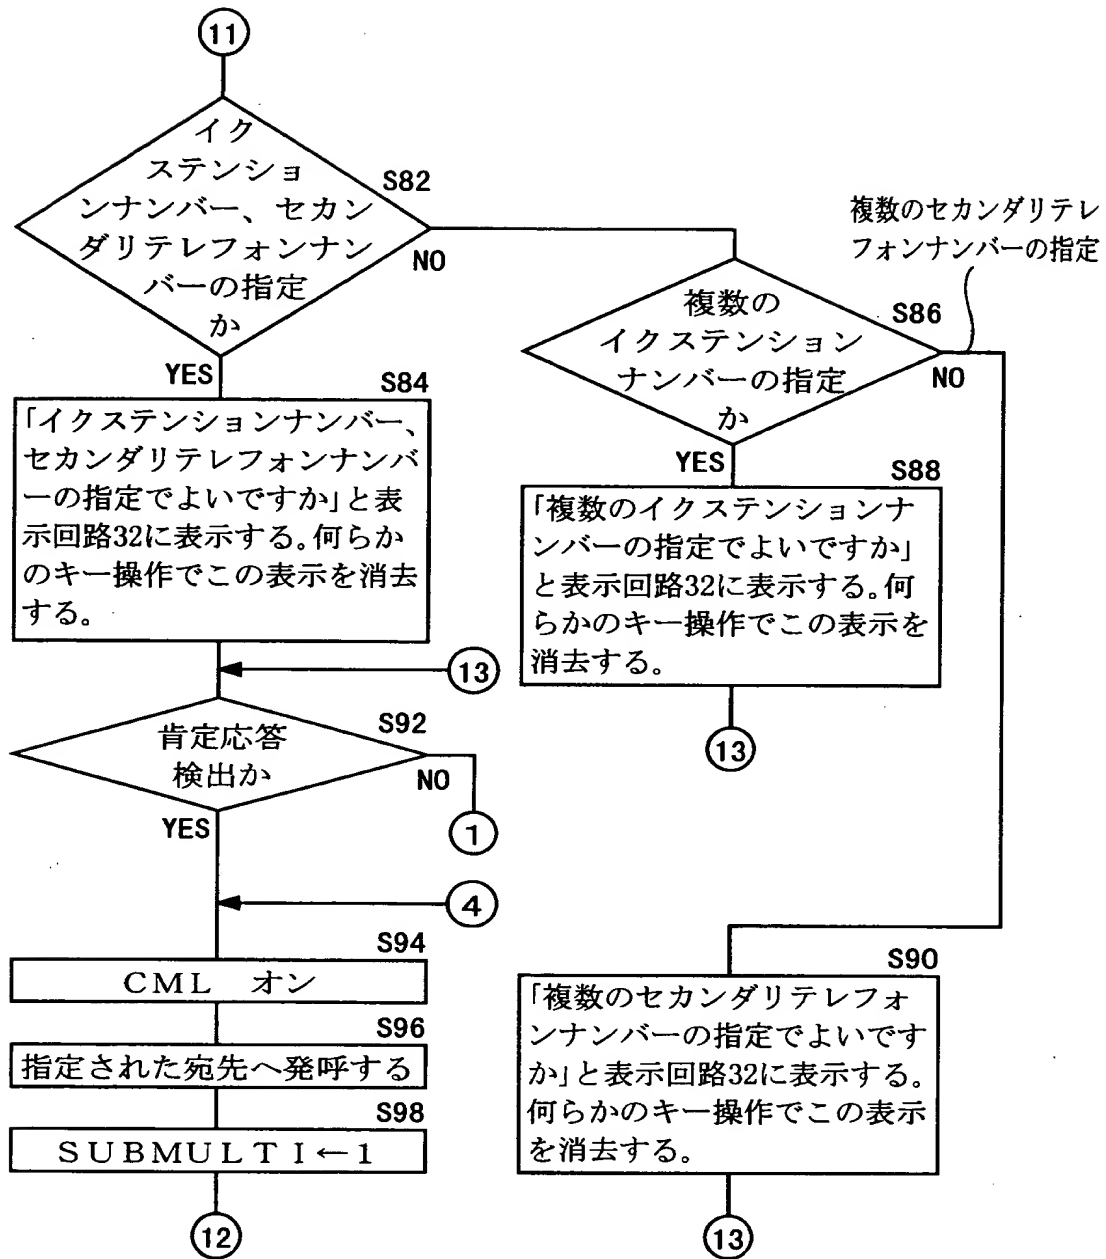 11
イク
ステンショ
ンナンバー、セカン
ダリテレフォンナン
バーの指定
か
S82
NO
YES
S84
「イクステンションナンバー、
セカンダリテレフォンナンバ
ーの指定でよいですか」と表
示回路32に表示する。何らか
のキー操作でこの表示を消去
する。
13
肯定応答
検出か
S92
NO
1
YES
4
S94
CML オン
S96
指定された宛先へ発呼する
S98
SUBMULTI←1
12
複数のセカンダリテレ
フォンナンバーの指定
複数の
イクステンション
ナンバーの指定
か
S86
NO
YES
S88
「複数のイクステンションナ
ンバーの指定でよいですか」
と表示回路32に表示する。何
らかのキー操作でこの表示を
消去する。
13
S90
「複数のセカンダリテレフォ
ンナンバーの指定でよいです
か」と表示回路32に表示する。
何らかのキー操作でこの表示
を消去する。
13